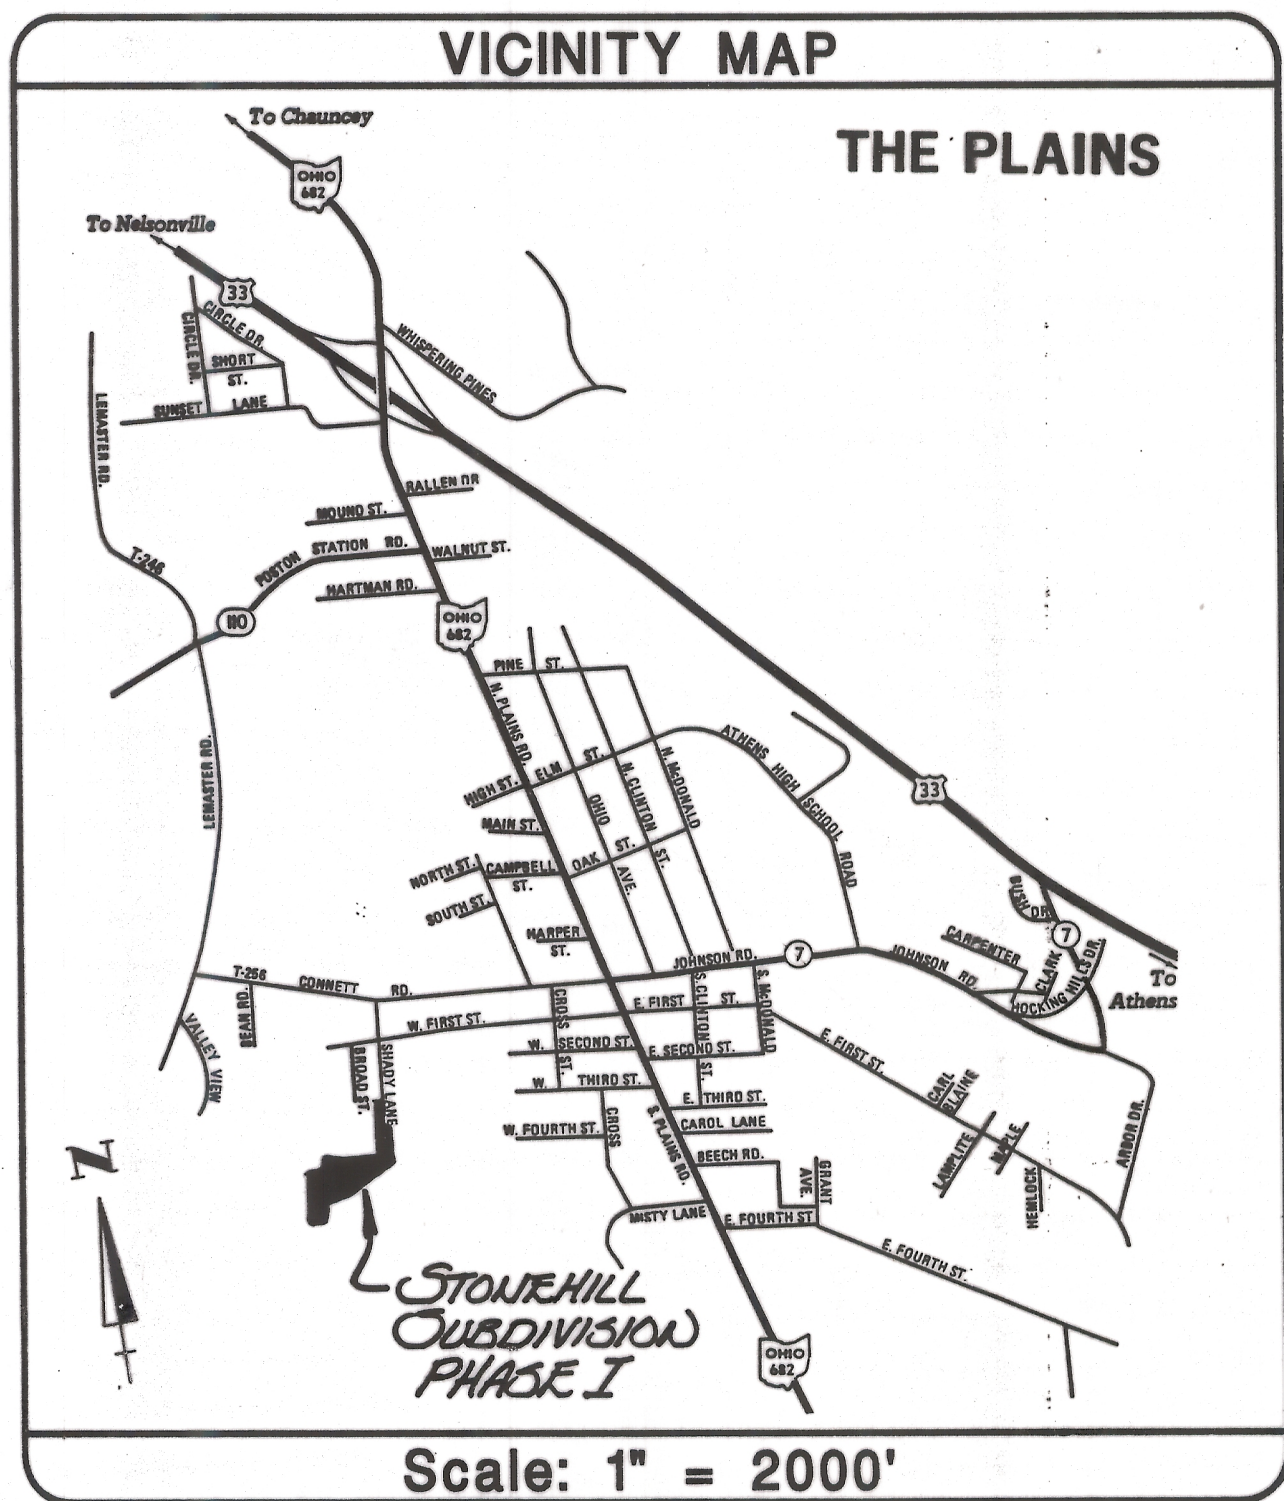 VICINITY MAP
To Chauncey
THE PLAINS
OHIO
682
To Nelsonville
33
CIRCLE DR.
CIRCLE DR.
WHISPERING PINES
SHORT
ST.
SUNSET LANE
LEMASTER RD.
RALLEN DR
MOUND ST.
POSTON STATION RD.
WALNUT ST.
T-246
HARTMAN RD.
110
OHIO
682
PINE ST.
N. PLAINS RD.
ATHENS HIGH SCHOOL ROAD
N. McDONALD
ELM ST.
N. CLINTON ST.
HIGH ST.
OHIO AVE.
33
LEMASTER RD.
MAIN ST.
OAK ST.
NORTH ST.
CAMPBELL
ST.
SOUTH ST.
BUSH DR.
HARPER
ST.
CARPENTER
7
JOHNSON RD.
7
JOHNSON RD.
CLARK
HOCKING HILLS DR.
To
Athens
T-256
CONNETT RD.
BEAN RD.
CROSS ST.
E. FIRST ST.
S. CLINTON ST.
S. McDONALD
W. FIRST ST.
VALLEY VIEW
BROAD ST.
SHADY LANE
W. SECOND ST.
E. SECOND ST.
E. FIRST ST.
W. THIRD ST.
E. THIRD ST.
CARL
BLAINE
ARBOR DR.
W. FOURTH ST.
CROSS
S. PLAINS RD.
CAROL LANE
LAMPLITE
MAPLE
BEECH RD.
GRANT
AVE.
HEMLOCK
N
MISTY LANE
E. FOURTH ST
E. FOURTH ST.
STONEHILL
SUBDIVISION
PHASE I
OHIO
682
Scale: 1" = 2000'